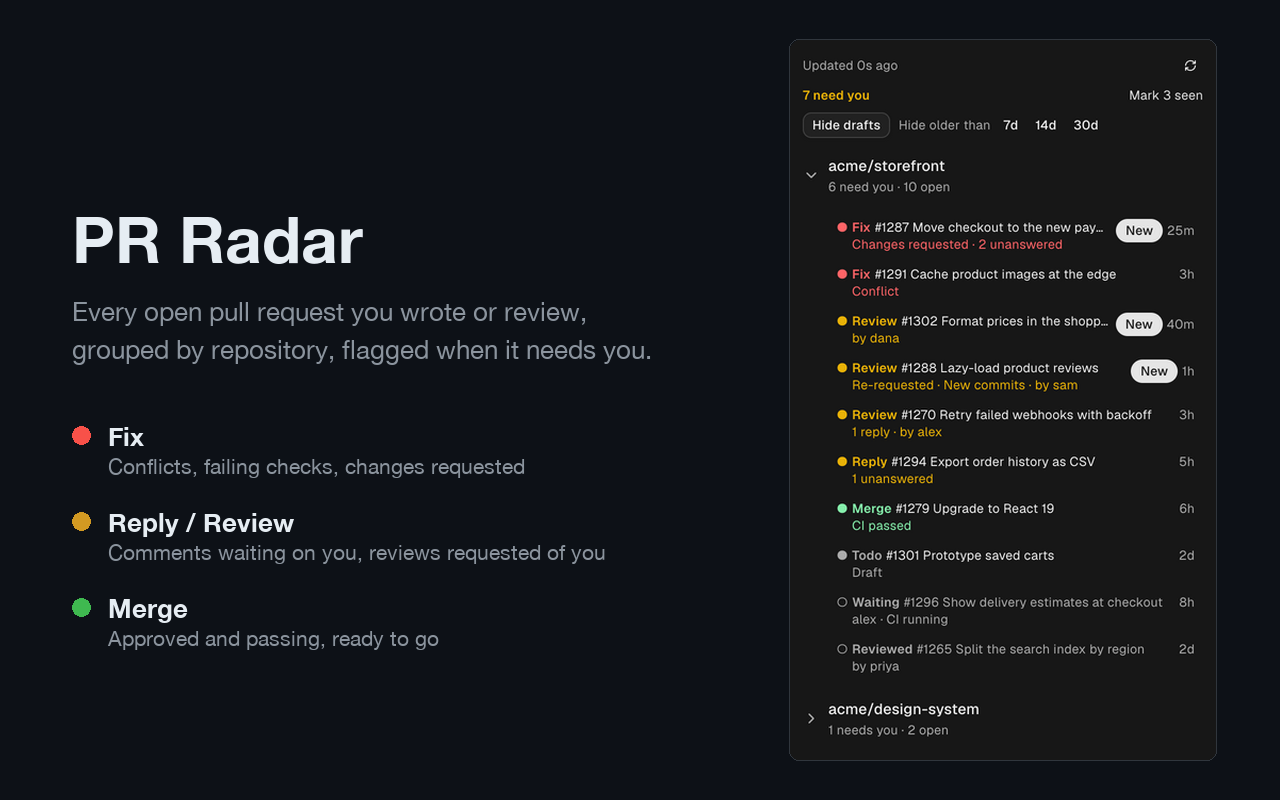 PR Radar
Every open pull request you wrote or review,
grouped by repository, flagged when it needs you.
Fix
Conflicts, failing checks, changes requested
Reply / Review
Comments waiting on you, reviews requested of you
Merge
Approved and passing, ready to go
Updated 0s ago
7 need you Mark 3 seen
Hide drafts Hide older than 7d 14d 30d
acme/storefront
6 need you · 10 open
Fix #1287 Move checkout to the new pay… New 25m
Changes requested · 2 unanswered
Fix #1291 Cache product images at the edge 3h
Conflict
Review #1302 Format prices in the shopp… New 40m
by dana
Review #1288 Lazy-load product reviews New 1h
Re-requested · New commits · by sam
Review #1270 Retry failed webhooks with backoff 3h
1 reply · by alex
Reply #1294 Export order history as CSV 5h
1 unanswered
Merge #1279 Upgrade to React 19 6h
CI passed
Todo #1301 Prototype saved carts 2d
Draft
Waiting #1296 Show delivery estimates at checkout 8h
alex · CI running
Reviewed #1265 Split the search index by region 2d
by priya
acme/design-system
1 needs you · 2 open